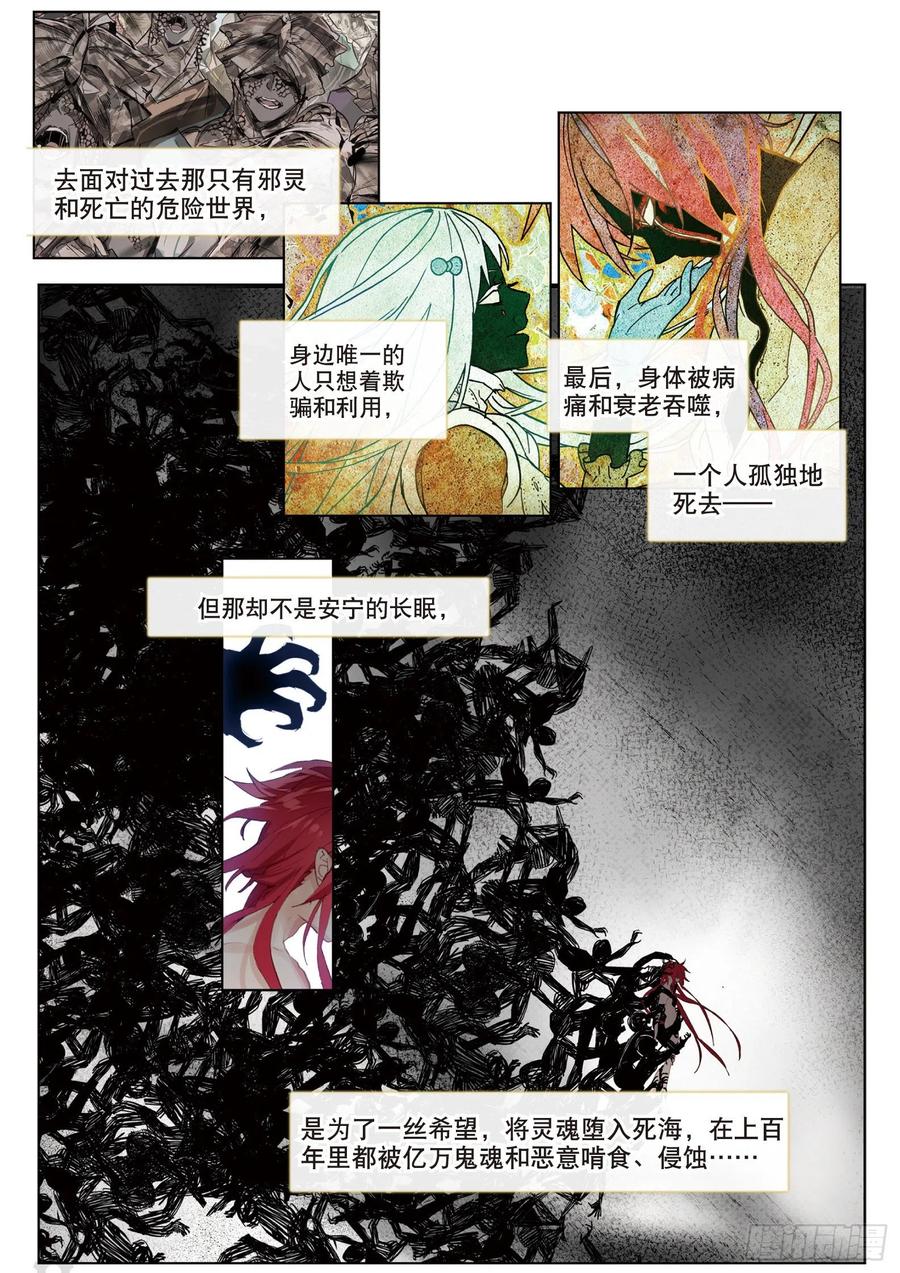 去面对过去那只有邪灵
和死亡的危险世界，
身边唯一的
人只想着欺
骗和利用，
最后，身体被病
痛和衰老吞噬，
一个人孤独地
死去——
但那却不是安宁的长眠，
是为了一丝希望，将灵魂堕入死海，在上百
年里都被亿万鬼魂和恶意啃食、侵蚀……
腾讯动漫